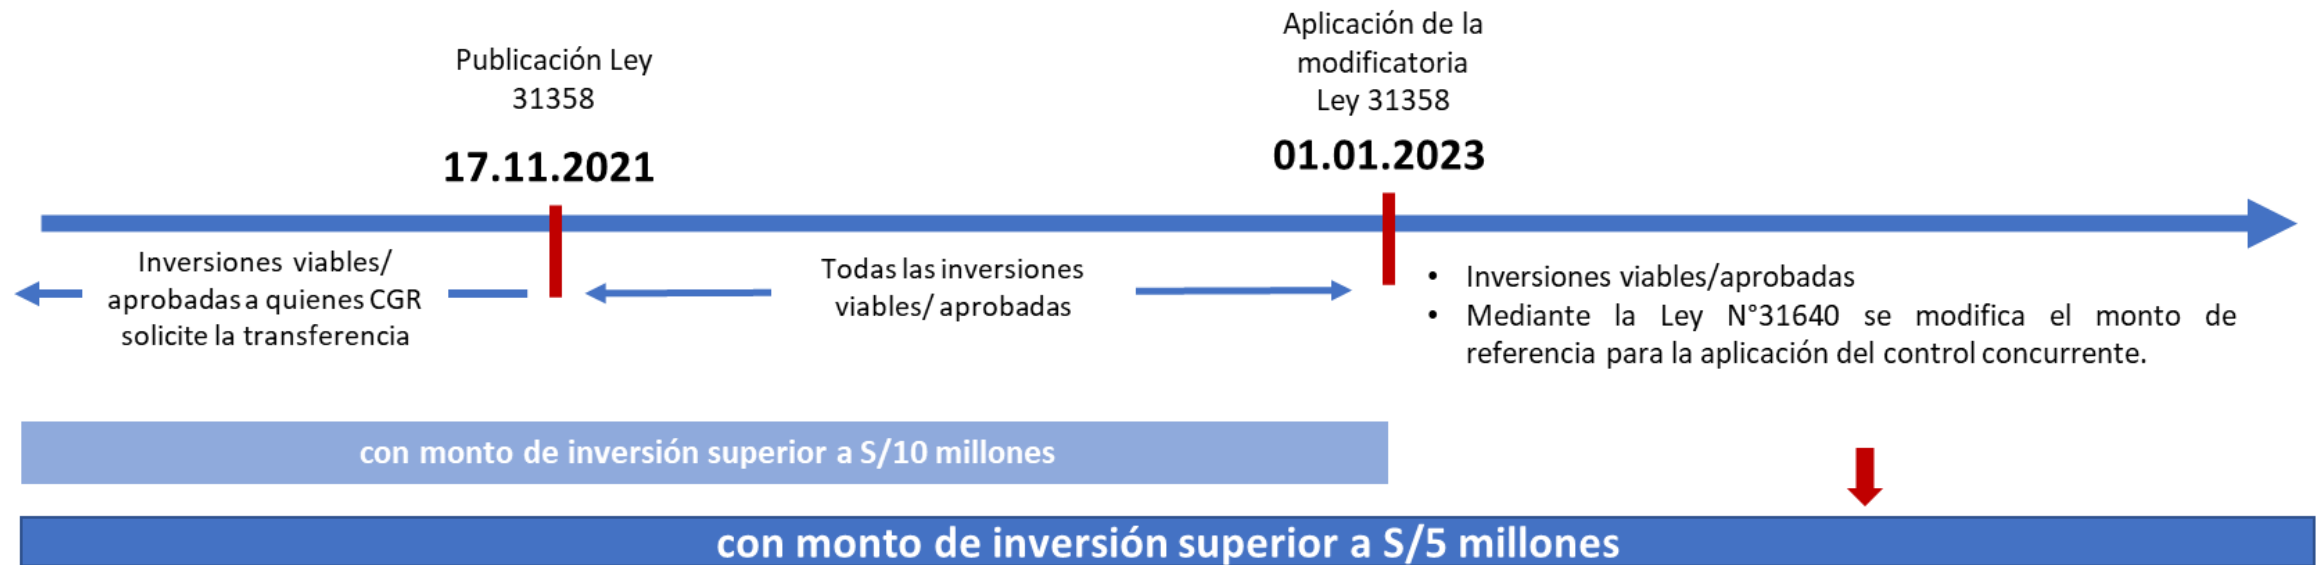 Publicación Ley
31358
17.11.2021
Aplicación de la
modificatoria
Ley 31358
01.01.2023
Inversiones viables/
aprobadas a quienes CGR
solicite la transferencia
Todas las inversiones
viables/ aprobadas
• Inversiones viables/aprobadas
• Mediante la Ley N°31640 se modifica el monto de
referencia para la aplicación del control concurrente.
con monto de inversión superior a S/10 millones
con monto de inversión superior a S/5 millones